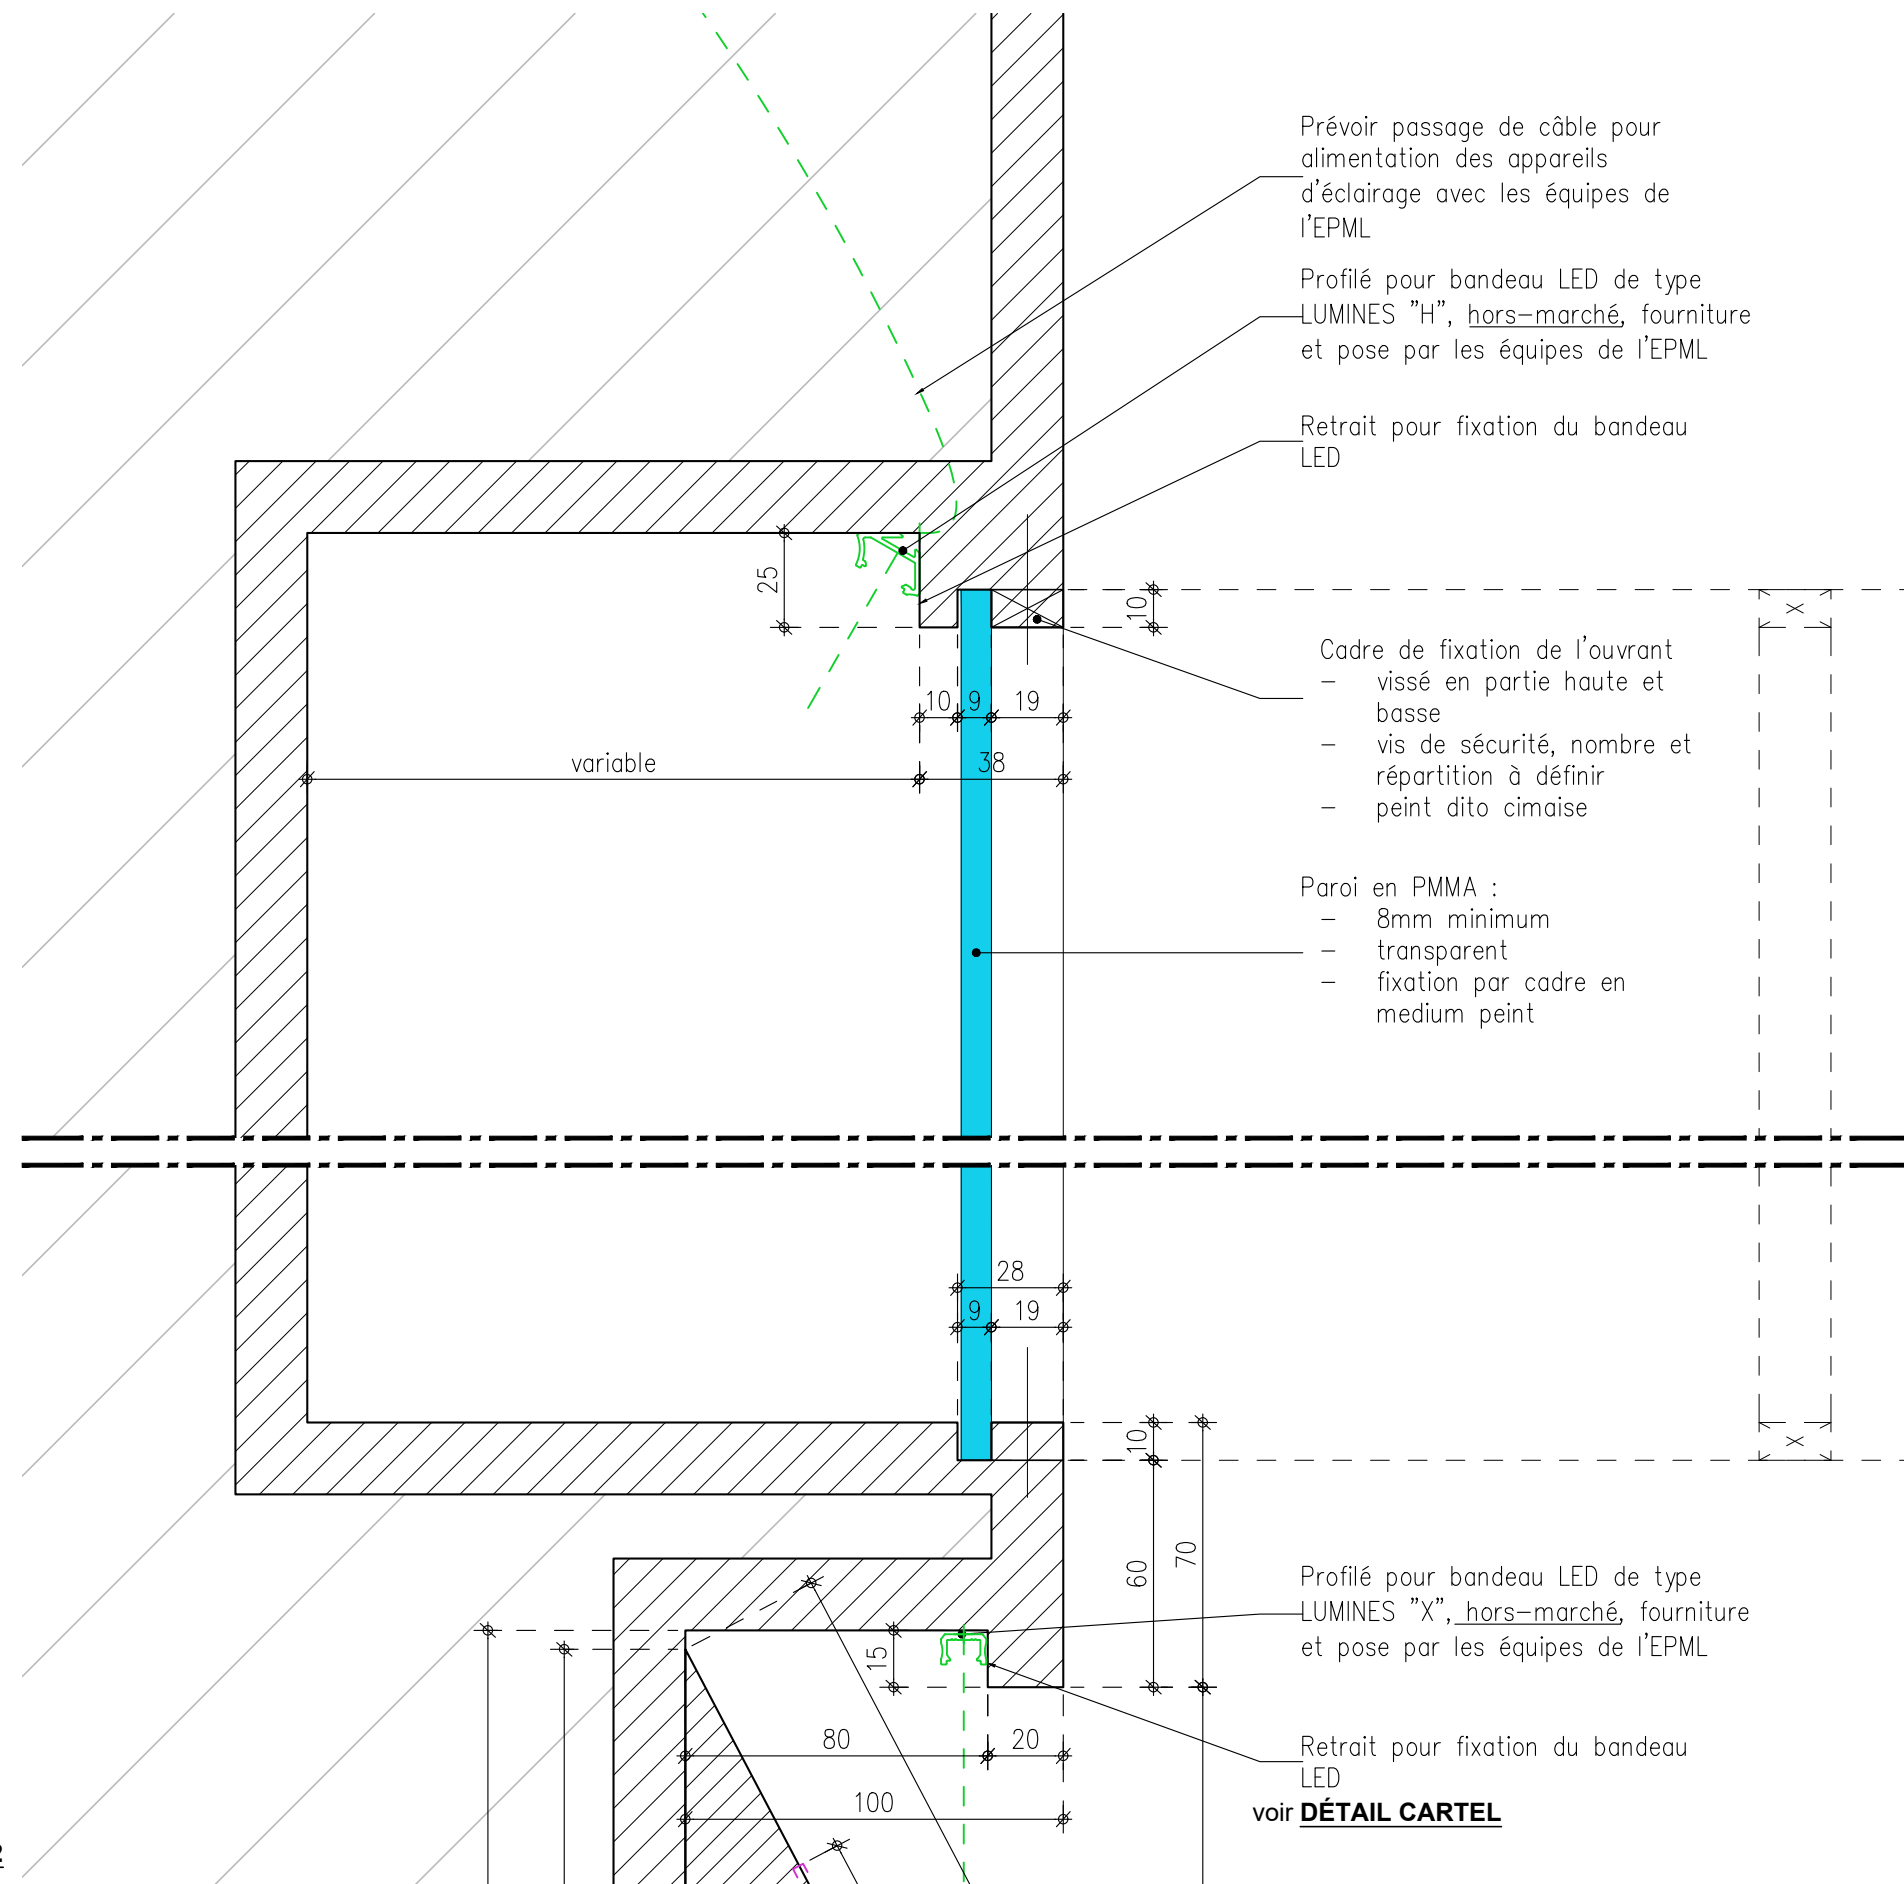 Prévoir passage de câble pour
alimentation des appareils
d'éclairage avec les équipes de
l'EPML
Profilé pour bandeau LED de type
LUMINES "H", hors-marché, fourniture
et pose par les équipes de l'EPML
Retrait pour fixation du bandeau
LED
25
10
X
Cadre de fixation de l'ouvrant
- vissé en partie haute et
basse
- vis de sécurité, nombre et
répartition à définir
- peint dito cimaise
10 9 19
variable
38
Paroi en PMMA :
- 8mm minimum
- transparent
- fixation par cadre en
medium peint
28
9 19
10
X
60
70
Profilé pour bandeau LED de type
LUMINES "X", hors-marché, fourniture
et pose par les équipes de l'EPML
15
80
20
Retrait pour fixation du bandeau
LED
100
voir DÉTAIL CARTEL